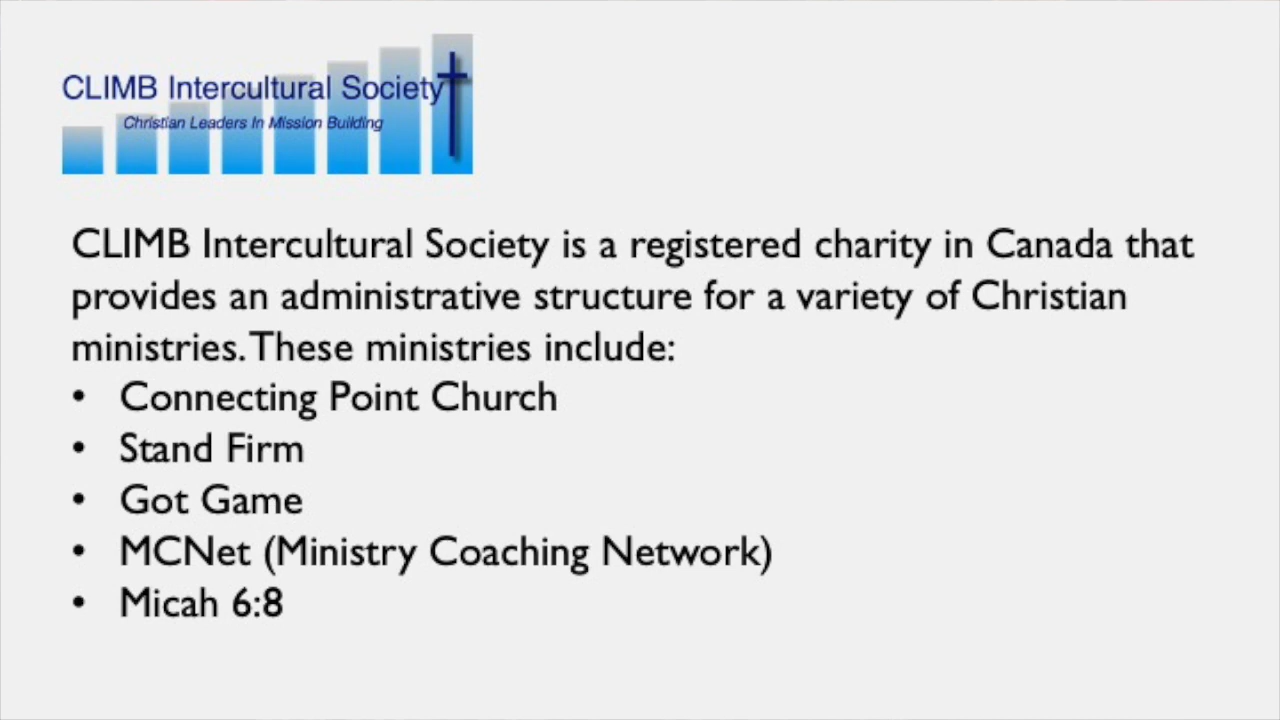 CLIMB Intercultural Society
Christian Leaders In Mission Building
CLIMB Intercultural Society is a registered charity in Canada that
provides an administrative structure for a variety of Christian
ministries. These ministries include:
• Connecting Point Church
• Stand Firm
• Got Game
• MCNet (Ministry Coaching Network)
• Micah 6:8